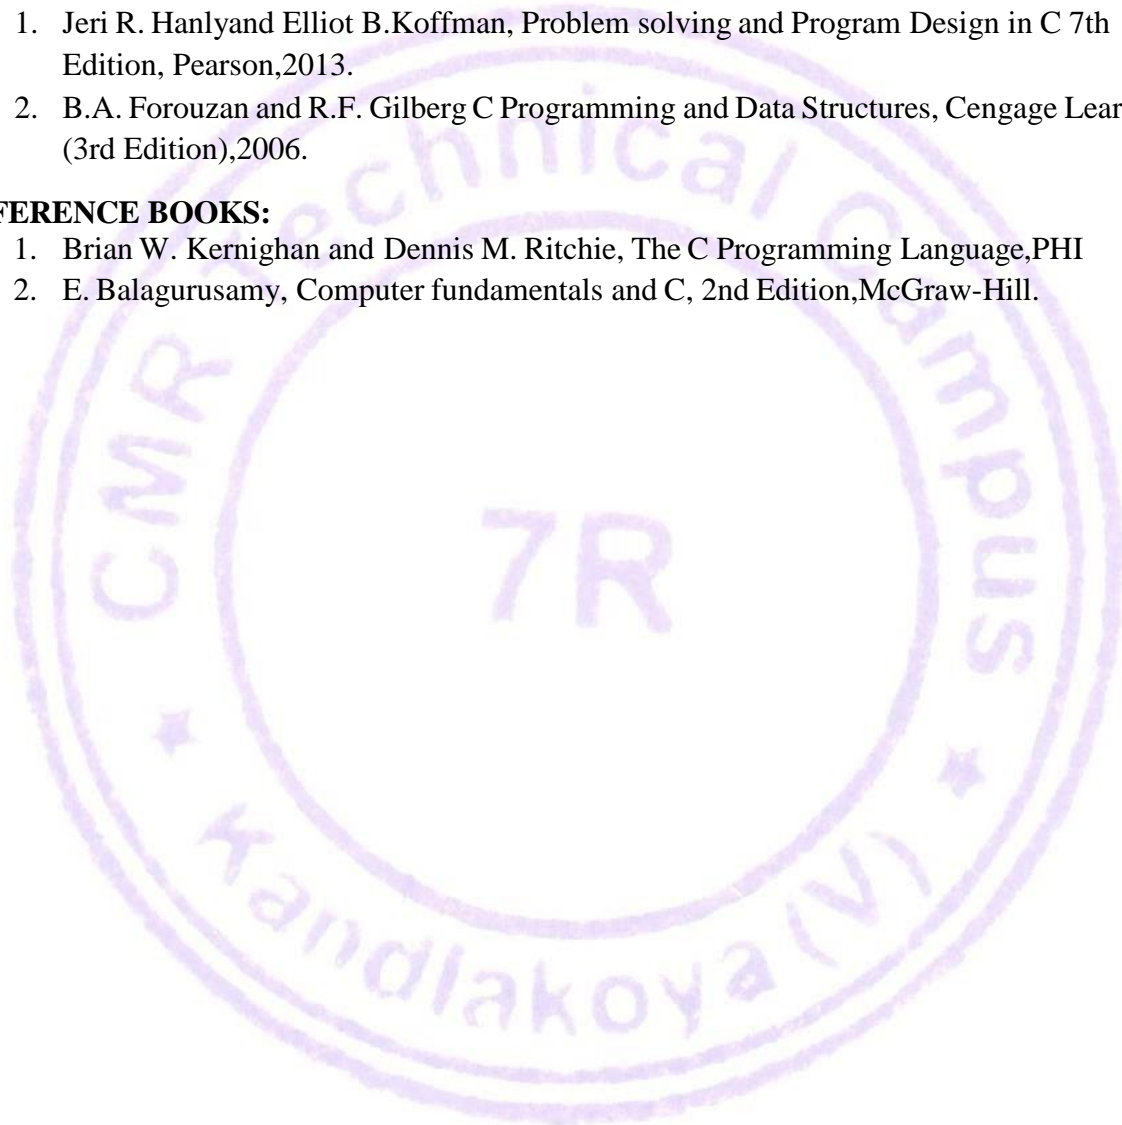 1. Jeri R. Hanlyand Elliot B.Koffman, Problem solving and Program Design in C 7th
Edition, Pearson,2013.
2. B.A. Forouzan and R.F. Gilberg C Programming and Data Structures, Cengage Lear
(3rd Edition),2006.
FERENCE BOOKS:
1. Brian W. Kernighan and Dennis M. Ritchie, The C Programming Language,PHI
2. E. Balagurusamy, Computer fundamentals and C, 2nd Edition,McGraw-Hill.
CMR Technical Campus
7R
Kandlakoya (V)